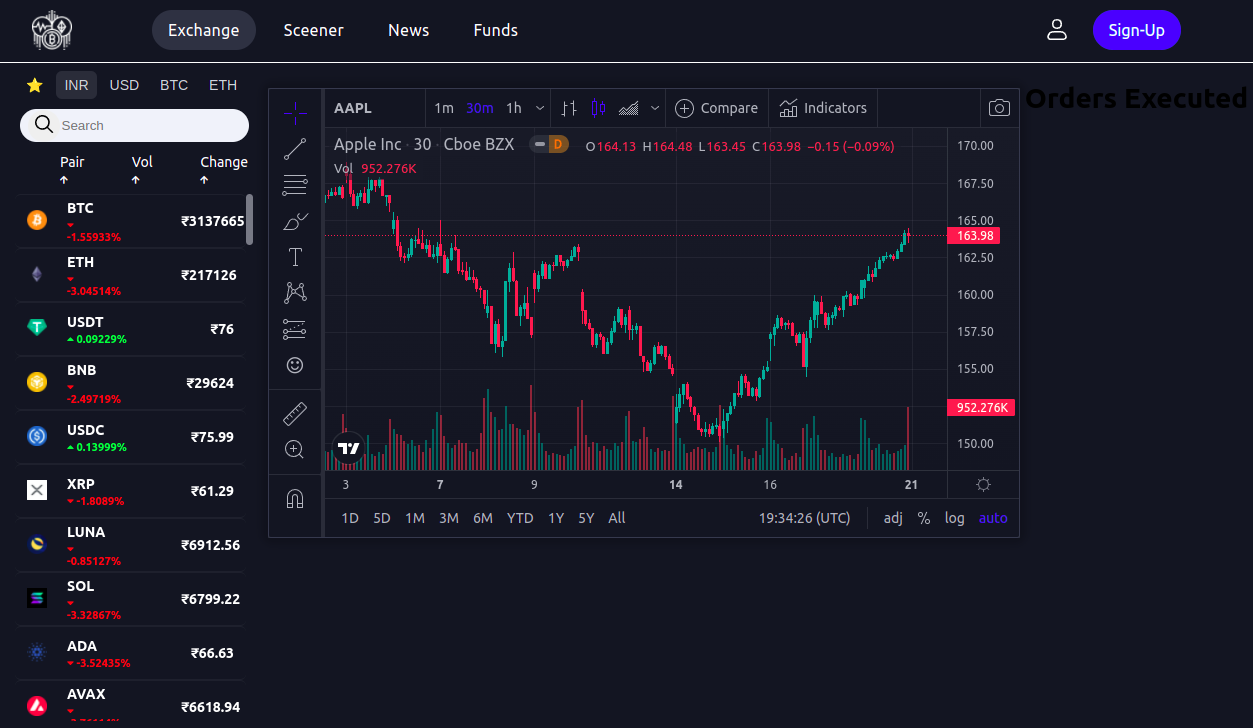 Exchange Sceener News Funds Sign-Up
INR USD BTC ETH
Search
Pair Vol Change
BTC
-1.55933%
₹3137665
ETH
-3.04514%
₹217126
USDT
0.09229%
₹76
BNB
-2.49719%
₹29624
USDC
0.13999%
₹75.99
XRP
-1.8089%
₹61.29
LUNA
-0.85127%
₹6912.56
SOL
-3.32867%
₹6799.22
ADA
-3.52435%
₹66.63
AVAX
₹6618.94
AAPL 1m 30m 1h Compare Indicators
Apple Inc · 30 · Cboe BZX D O164.13 H164.48 L163.45 C163.98 −0.15 (−0.09%)
Vol 952.276K
170.00
167.50
165.00
163.98
162.50
160.00
157.50
155.00
952.276K
150.00
3 7 9 14 16 21
1D 5D 1M 3M 6M YTD 1Y 5Y All 19:34:26 (UTC) adj % log auto
Orders Executed